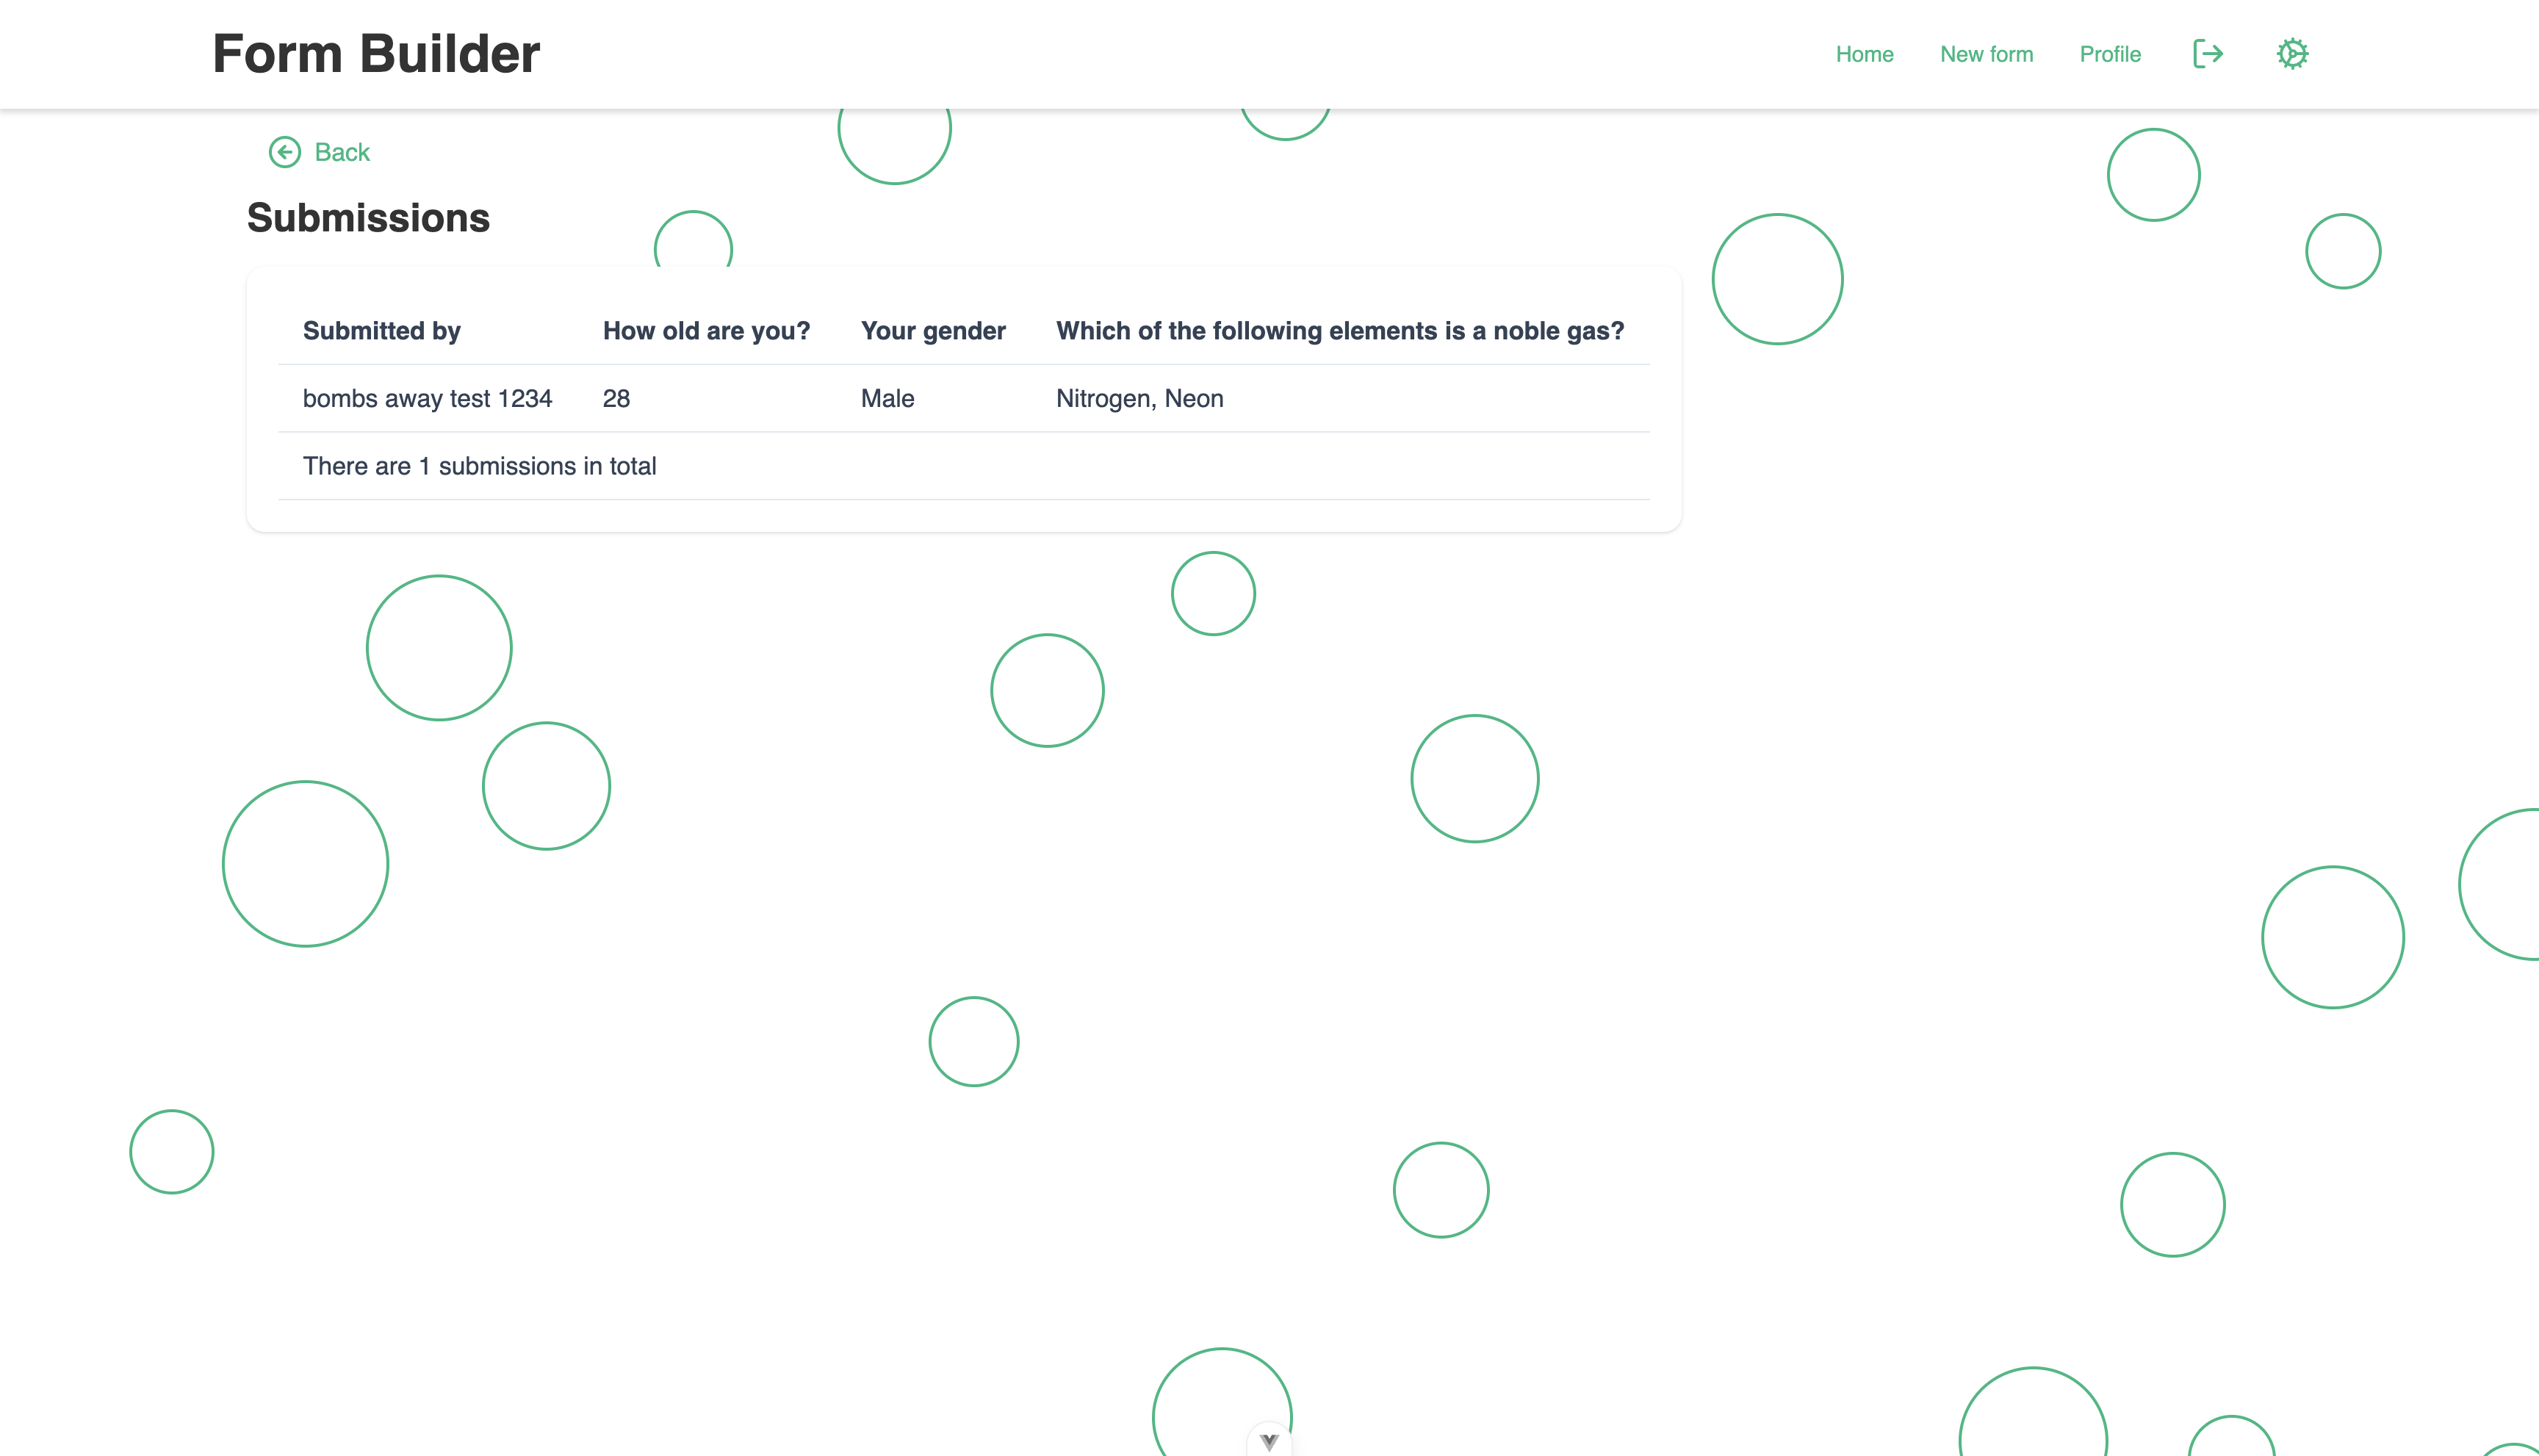 Form Builder
Home New form Profile
Back
Submissions
Submitted by How old are you? Your gender Which of the following elements is a noble gas?
bombs away test 1234 28 Male Nitrogen, Neon
There are 1 submissions in total